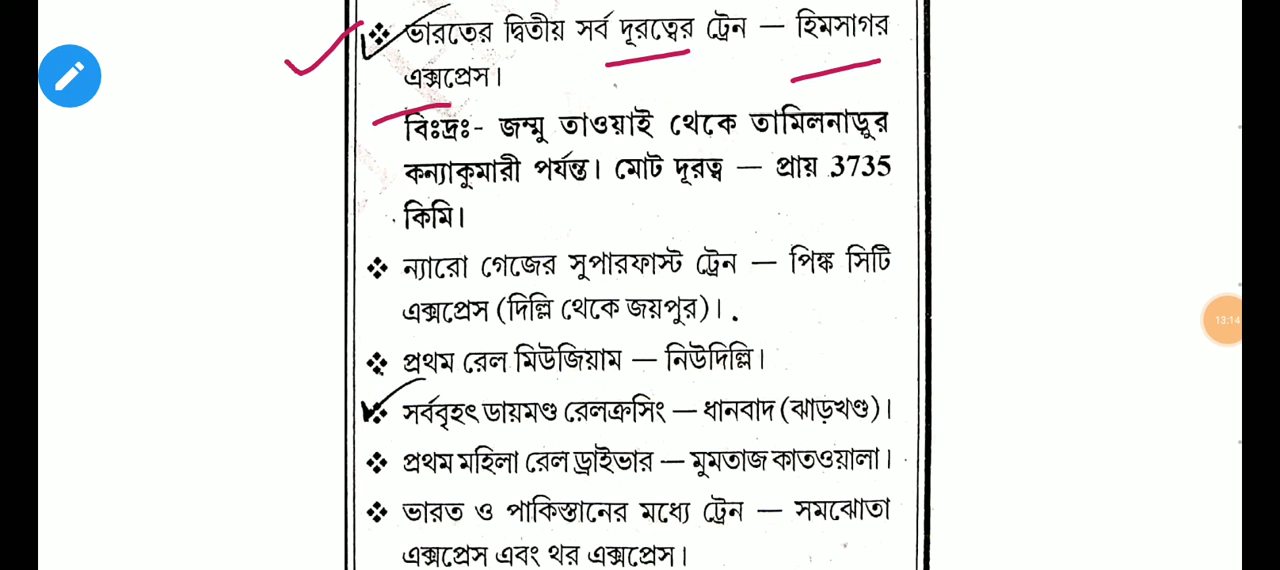 ❖ ভারতের দ্বিতীয় সর্ব দূরত্বের ট্রেন — হিমসাগর
এক্সপ্রেস।
বিঃদ্রঃ- জম্মু তাওয়াই থেকে তামিলনাড়ুর
কন্যাকুমারী পর্যন্ত। মোট দূরত্ব — প্রায় 3735
কিমি।
❖ ন্যারো গেজের সুপারফাস্ট ট্রেন — পিঙ্ক সিটি
এক্সপ্রেস (দিল্লি থেকে জয়পুর)।
❖ প্রথম রেল মিউজিয়াম — নিউদিল্লি।
❖ সর্ববৃহৎ ডায়মণ্ড রেলক্রসিং — ধানবাদ (ঝাড়খণ্ড)।
❖ প্রথম মহিলা রেল ড্রাইভার — মুমতাজ কাতওয়ালা।
❖ ভারত ও পাকিস্তানের মধ্যে ট্রেন — সমঝোতা
এক্সপ্রেস এবং থর এক্সপ্রেস।
13:14